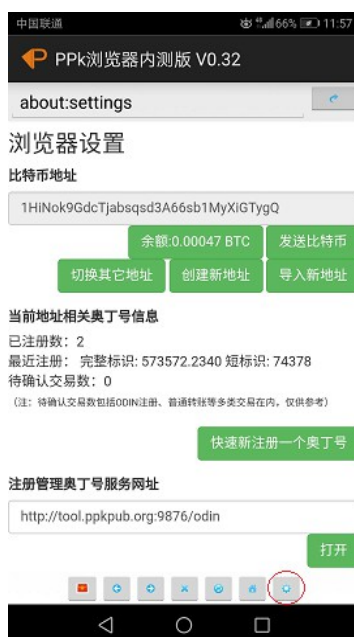 中国联通 66% 11:57
PPk浏览器内测版 V0.32
about:settings
浏览器设置
比特币地址
1HiNok9GdcTjabsqsd3A66sb1MyXiGTygQ
余额:0.00047 BTC 发送比特币
切换其它地址 创建新地址 导入新地址
当前地址相关奥丁号信息
已注册数：2
最近注册： 完整标识: 573572.2340 短标识: 74378
待确认交易数：0
(注: 待确认交易数包括ODIN注册、普通转账等多类交易在内，仅供参考)
快速新注册一个奥丁号
注册管理奥丁号服务网址
http://tool.ppkpub.org:9876/odin
打开